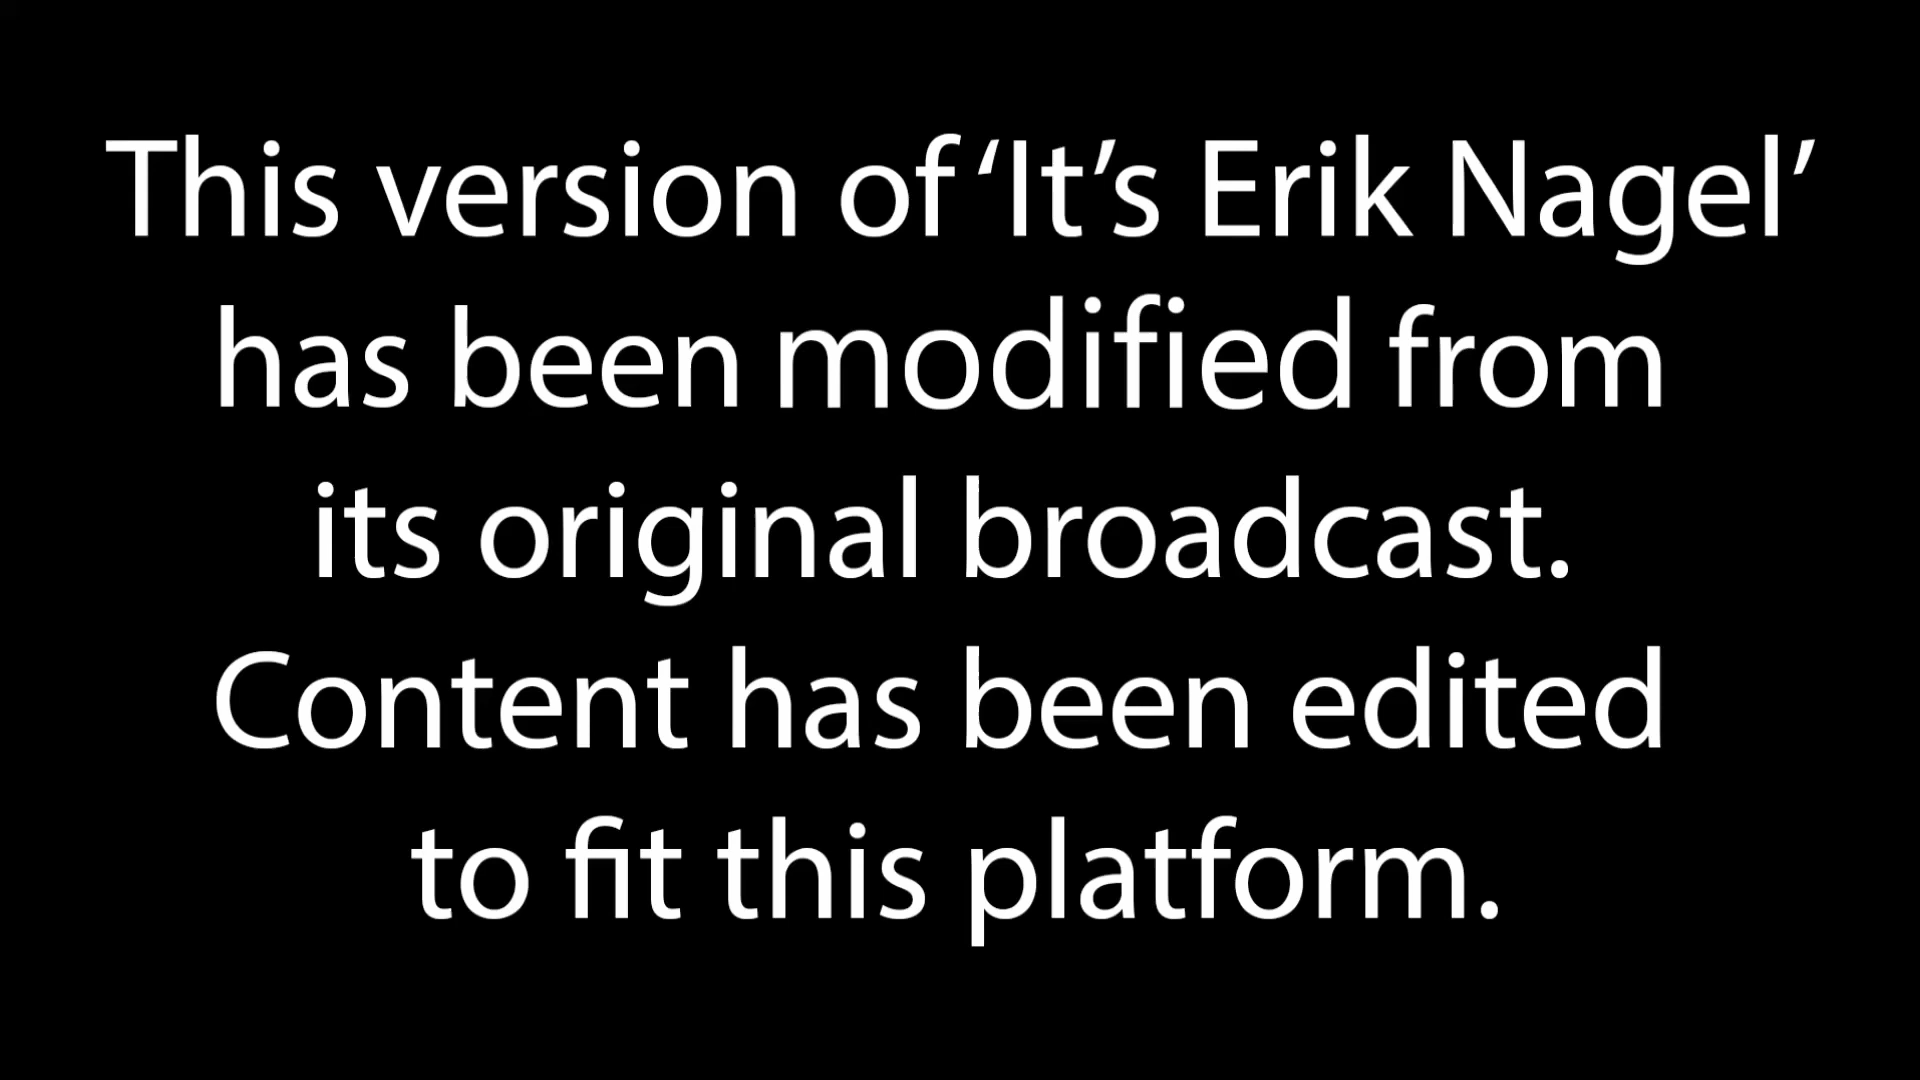 This version of ‘It’s Erik Nagel’
has been modified from
its original broadcast.
Content has been edited
to fit this platform.